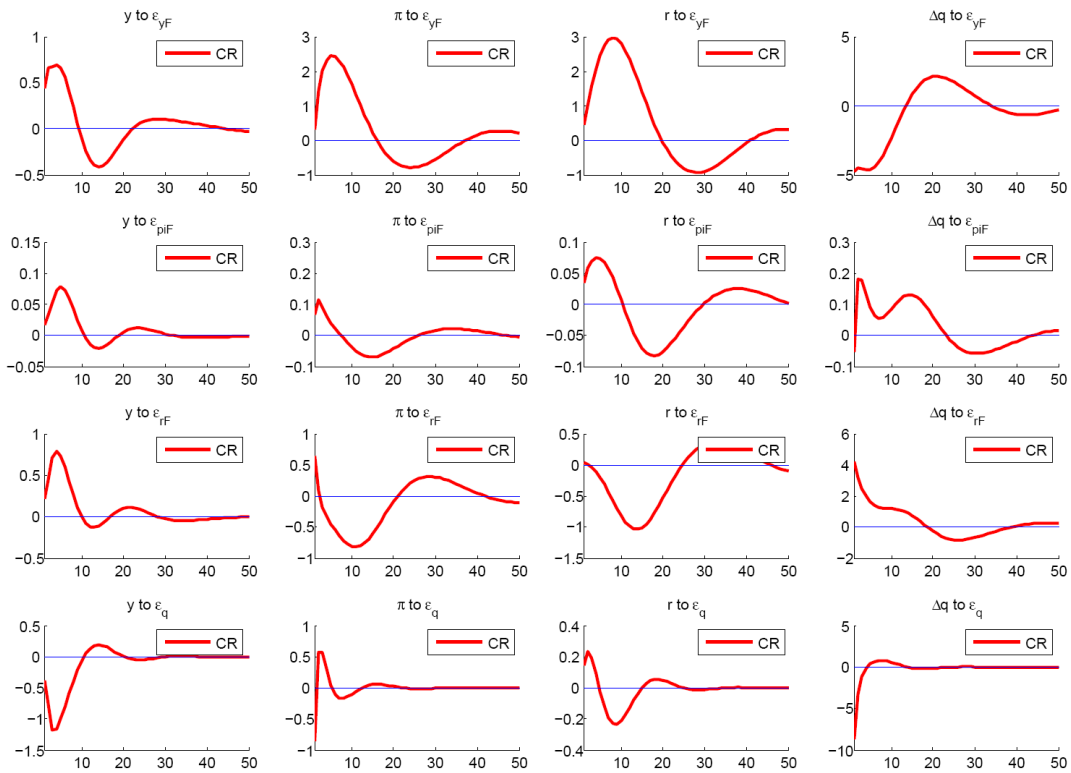 y to ε_yF
π to ε_yF
r to ε_yF
Δq to ε_yF
CR
CR
CR
CR
1
0.5
0
−0.5
10 20 30 40 50
3
2
1
0
−1
10 20 30 40 50
3
2
1
0
−1
10 20 30 40 50
5
0
−5
10 20 30 40 50
y to ε_piF
π to ε_piF
r to ε_piF
Δq to ε_piF
CR
CR
CR
CR
0.15
0.1
0.05
0
−0.05
10 20 30 40 50
0.3
0.2
0.1
0
−0.1
10 20 30 40 50
0.1
0.05
0
−0.05
−0.1
10 20 30 40 50
0.3
0.2
0.1
0
−0.1
10 20 30 40 50
y to ε_rF
π to ε_rF
r to ε_rF
Δq to ε_rF
CR
CR
CR
CR
1
0.5
0
−0.5
10 20 30 40 50
1
0.5
0
−0.5
−1
10 20 30 40 50
0.5
0
−0.5
−1
−1.5
10 20 30 40 50
6
4
2
0
−2
10 20 30 40 50
y to ε_q
π to ε_q
r to ε_q
Δq to ε_q
CR
CR
CR
CR
0.5
0
−0.5
−1
−1.5
10 20 30 40 50
1
0.5
0
−0.5
−1
10 20 30 40 50
0.4
0.2
0
−0.2
−0.4
10 20 30 40 50
5
0
−5
−10
10 20 30 40 50